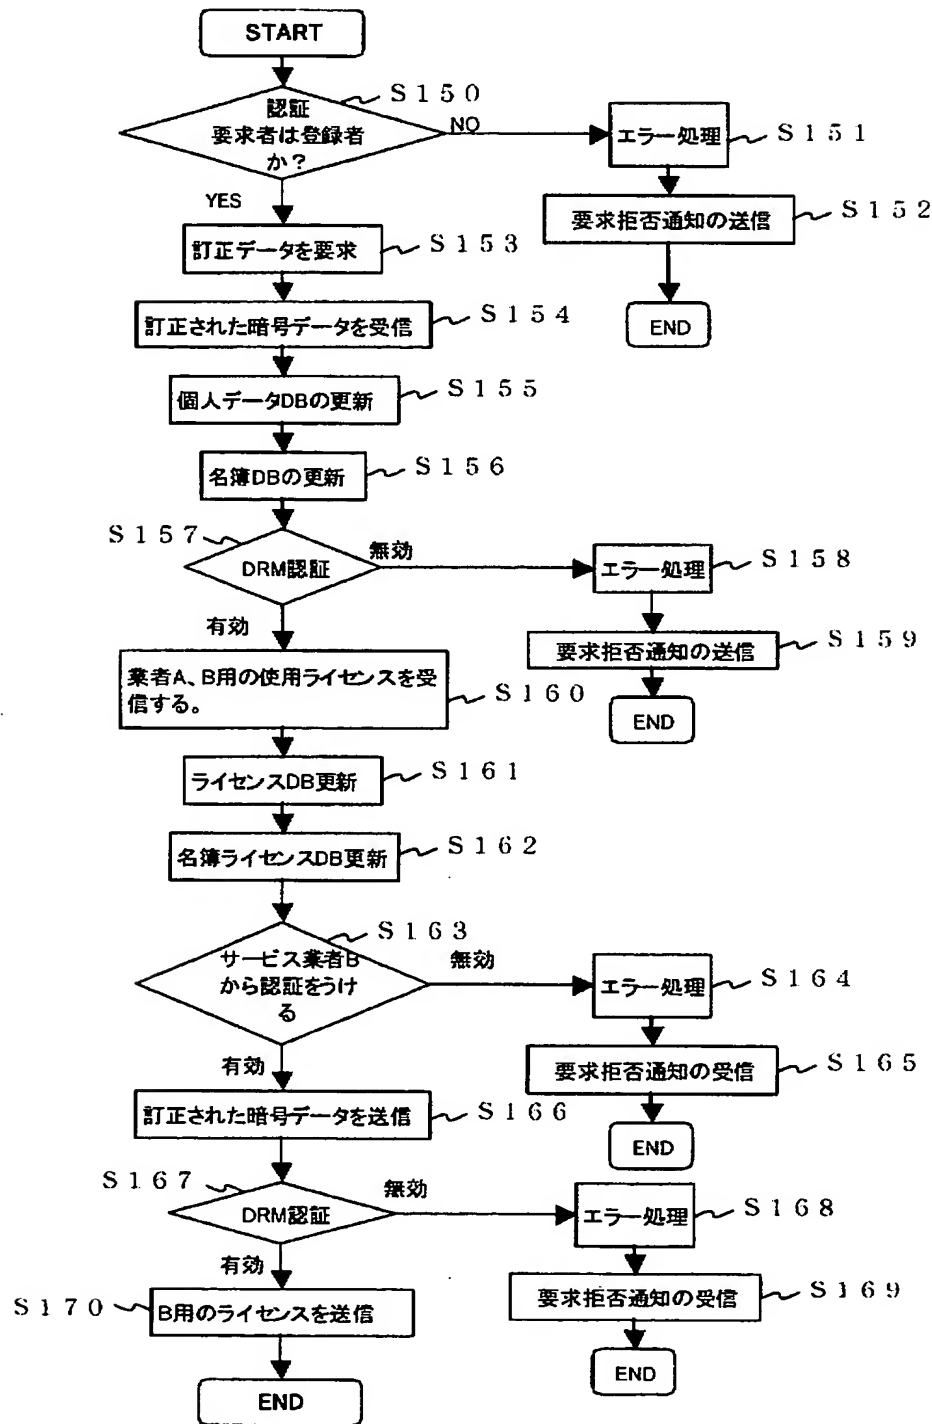 START
S150
認証
要求者は登録者
か?
NO
エラー処理
S151
YES
要求拒否通知の送信
S152
訂正データを要求
S153
END
訂正された暗号データを受信
S154
個人データDBの更新
S155
名簿DBの更新
S156
S157
DRM認証
無効
エラー処理
S158
有効
要求拒否通知の送信
S159
業者A、B用の使用ライセンスを受
信する。
S160
END
ライセンスDB更新
S161
名簿ライセンスDB更新
S162
S163
サービス業者B
から認証をうけ
る
無効
エラー処理
S164
有効
要求拒否通知の受信
S165
訂正された暗号データを送信
S166
END
S167
DRM認証
無効
エラー処理
S168
有効
要求拒否通知の受信
S169
S170
B用のライセンスを送信
END
END